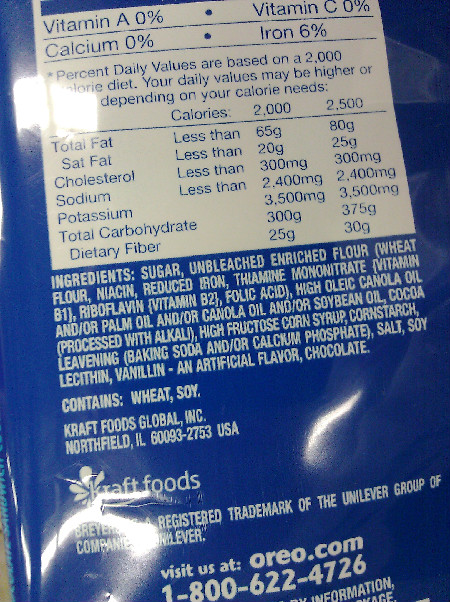 Vitamin A 0% • Vitamin C 0%
Calcium 0% • Iron 6%
* Percent Daily Values are based on a 2,000
calorie diet. Your daily values may be higher or
depending on your calorie needs:
Calories: 2,000 2,500
Total Fat Less than 65g 80g
Sat Fat Less than 20g 25g
Cholesterol Less than 300mg 300mg
Sodium Less than 2,400mg 2,400mg
Potassium 3,500mg 3,500mg
Total Carbohydrate 300g 375g
Dietary Fiber 25g 30g
INGREDIENTS: SUGAR, UNBLEACHED ENRICHED FLOUR (WHEAT
FLOUR, NIACIN, REDUCED IRON, THIAMINE MONONITRATE {VITAMIN
B1}, RIBOFLAVIN {VITAMIN B2}, FOLIC ACID), HIGH OLEIC CANOLA OIL
AND/OR PALM OIL AND/OR CANOLA OIL AND/OR SOYBEAN OIL, COCOA
(PROCESSED WITH ALKALI), HIGH FRUCTOSE CORN SYRUP, CORNSTARCH,
LEAVENING (BAKING SODA AND/OR CALCIUM PHOSPHATE), SALT, SOY
LECITHIN, VANILLIN - AN ARTIFICIAL FLAVOR, CHOCOLATE.
CONTAINS: WHEAT, SOY.
KRAFT FOODS GLOBAL, INC.
NORTHFIELD, IL 60093-2753 USA
kraft foods
REGISTERED TRADEMARK OF THE UNILEVER GROUP OF
COMPANIES UNILEVER.
visit us at: oreo.com
1-800-622-4726
INFORMATION,